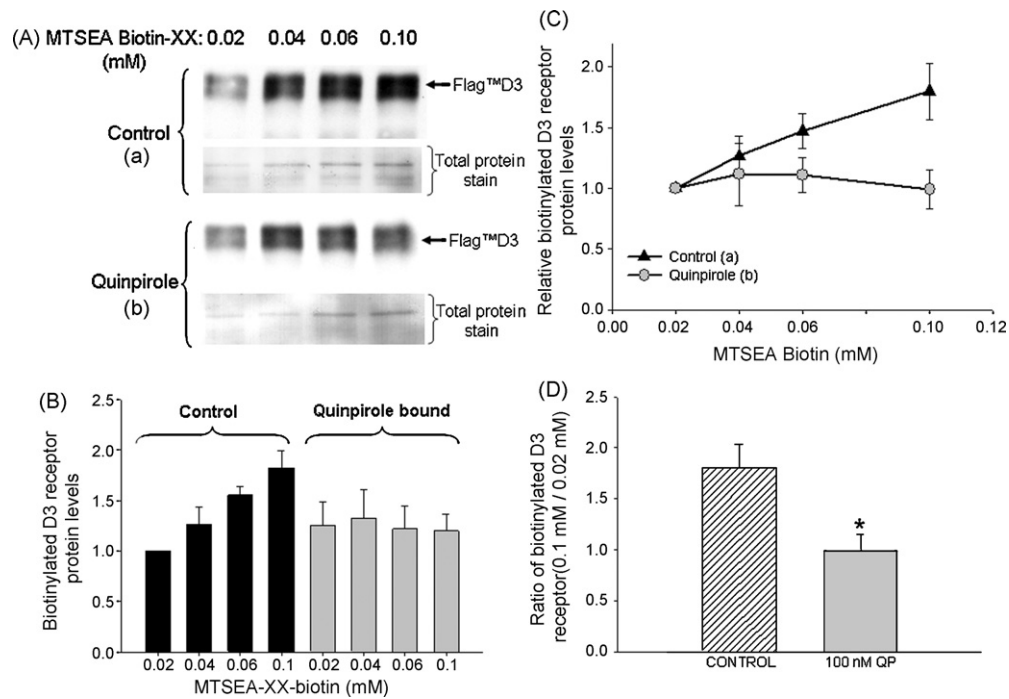 (A) MTSEA Biotin-XX: 0.02 0.04 0.06 0.10
(mM)
Flag™D3
Control
(a)
Total protein
stain
Flag™D3
Quinpirole
(b)
Total protein
stain
(B)
2.5
2.0
1.5
1.0
0.5
0.0
Biotinylated D3 receptor
protein levels
Control
Quinpirole bound
0.02 0.04 0.06 0.1 0.02 0.04 0.06 0.1
MTSEA-XX-biotin (mM)
(C)
2.0
1.5
1.0
0.5
0.0
Relative biotinylated D3 receptor
protein levels
Control (a)
Quinpirole (b)
0.00 0.02 0.04 0.06 0.08 0.10 0.12
MTSEA Biotin (mM)
(D)
2.5
2.0
1.5
1.0
0.5
0.0
Ratio of biotinylated D3
receptor(0.1 mM / 0.02 mM)
*
CONTROL 100 nM QP